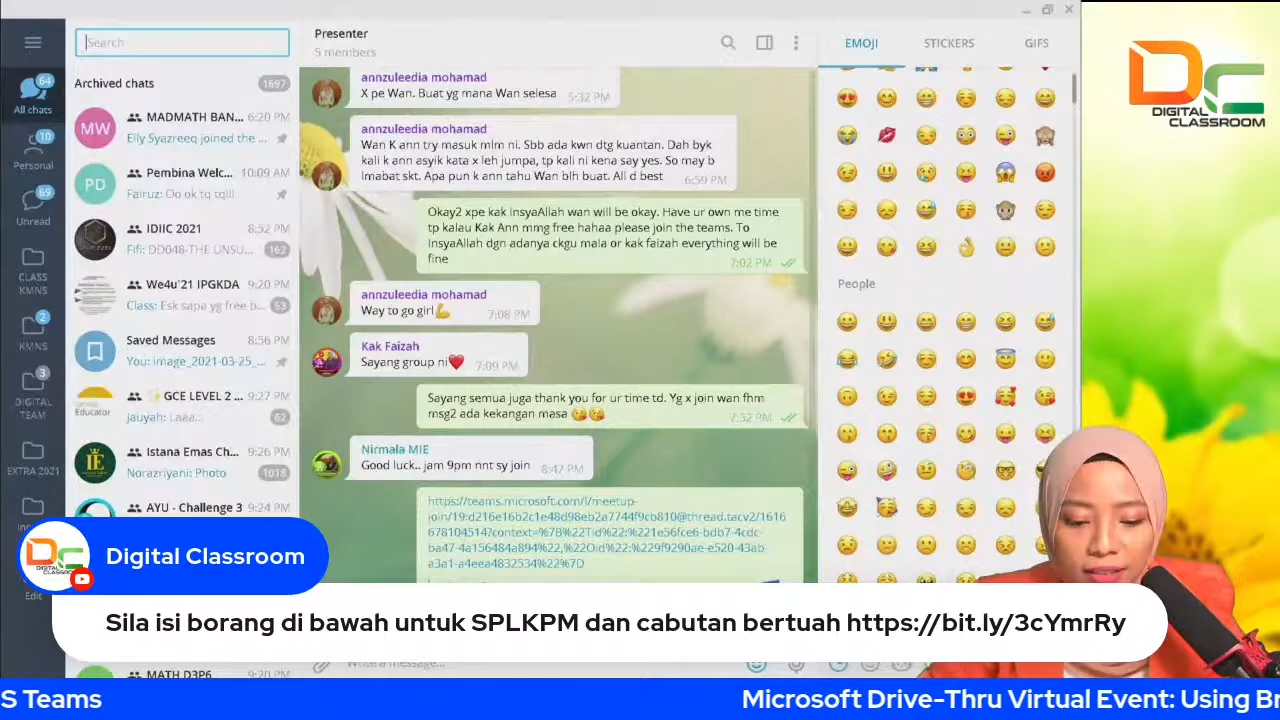 Search
Archived chats
1697
64
All chats
10
Personal
69
Unread
CLASS
KMNS
2
KMNS
3
DIGITAL
TEAM
EXTRA 2021
Edit
MW
MADMATH BAN...
6:20 PM
Elly Syazreeq joined the ...
PD
Pembina Welc...
10:09 AM
Fairuz: Oo ok tq tqlll
IDIIC 2021
8:52 PM
Fifi: DD048-THE UNSU...
162
We4u'21 IPGKDA
9:20 PM
Class: Esk sapa yg free b...
53
Saved Messages
8:56 PM
You: image_2021-03-25_...
GCE LEVEL 2 ...
9:27 PM
Jauyah: Laaa...
62
Istana Emas Ch...
9:26 PM
Norazriyani: Photo
1018
AYU - Challenge 3
9:24 PM
MATH D3P6
9:20 PM
Presenter
5 members
annzuleedia mohamad
X pe Wan. Buat yg mana Wan selesa
5:32 PM
annzuleedia mohamad
Wan K ann try masuk mlm ni. Sbb ada kwn dtg kuantan. Dah byk
kali k ann asyik kata x leh jumpa, tp kali ni kena say yes. So may b
lmabat skt. Apa pun k ann tahu Wan blh buat. All d best
6:59 PM
Okay2 xpe kak InsyaAllah wan will be okay. Have ur own me time
tp kalau Kak Ann mmg free hahaa please join the teams. To
InsyaAllah dgn adanya ckgu mala or kak faizah everything will be
fine
7:02 PM
annzuleedia mohamad
Way to go girl💪
7:08 PM
Kak Faizah
Sayang group ni❤️
7:09 PM
Sayang semua juga thank you for ur time td. Yg x join wan fhm
msg2 ada kekangan masa 😘😘
7:32 PM
Nirmala MIE
Good luck.. jam 9pm nnt sy join
8:47 PM
https://teams.microsoft.com/l/meetup-
join/19:d216e16b2c1e48d98eb2a7744f9cb810@thread.tacv2/1616
678104514?context=%7B%22Tid%22:%221e56fce6-bdb7-4cdc-
ba47-4a156484a894%22,%22Oid%22:%229f9290ae-e520-43ab-
a3a1-a4eea4832534%22%7D
Write a message...
EMOJI
STICKERS
GIFS
People
DIGITAL
CLASSROOM
Digital Classroom
Sila isi borang di bawah untuk SPLKPM dan cabutan bertuah https://bit.ly/3cYmrRy
S Teams
Microsoft Drive-Thru Virtual Event: Using Br